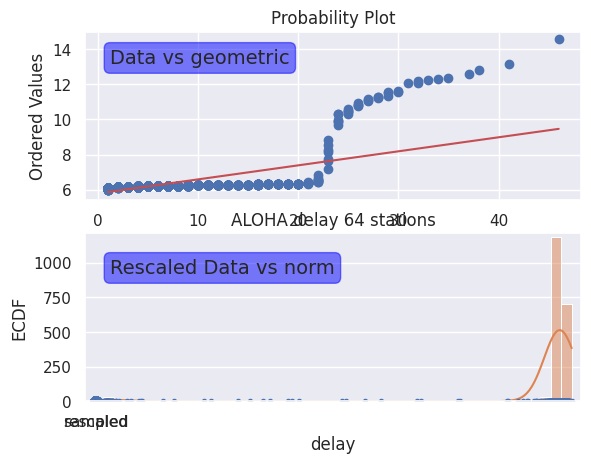 Probability Plot
Data vs geometric
Ordered Values
14
12
10
8
6
0 10 20 30 40
ALOHA delay 64 stations
Rescaled Data vs norm
ECDF
1000
750
500
250
0
delay